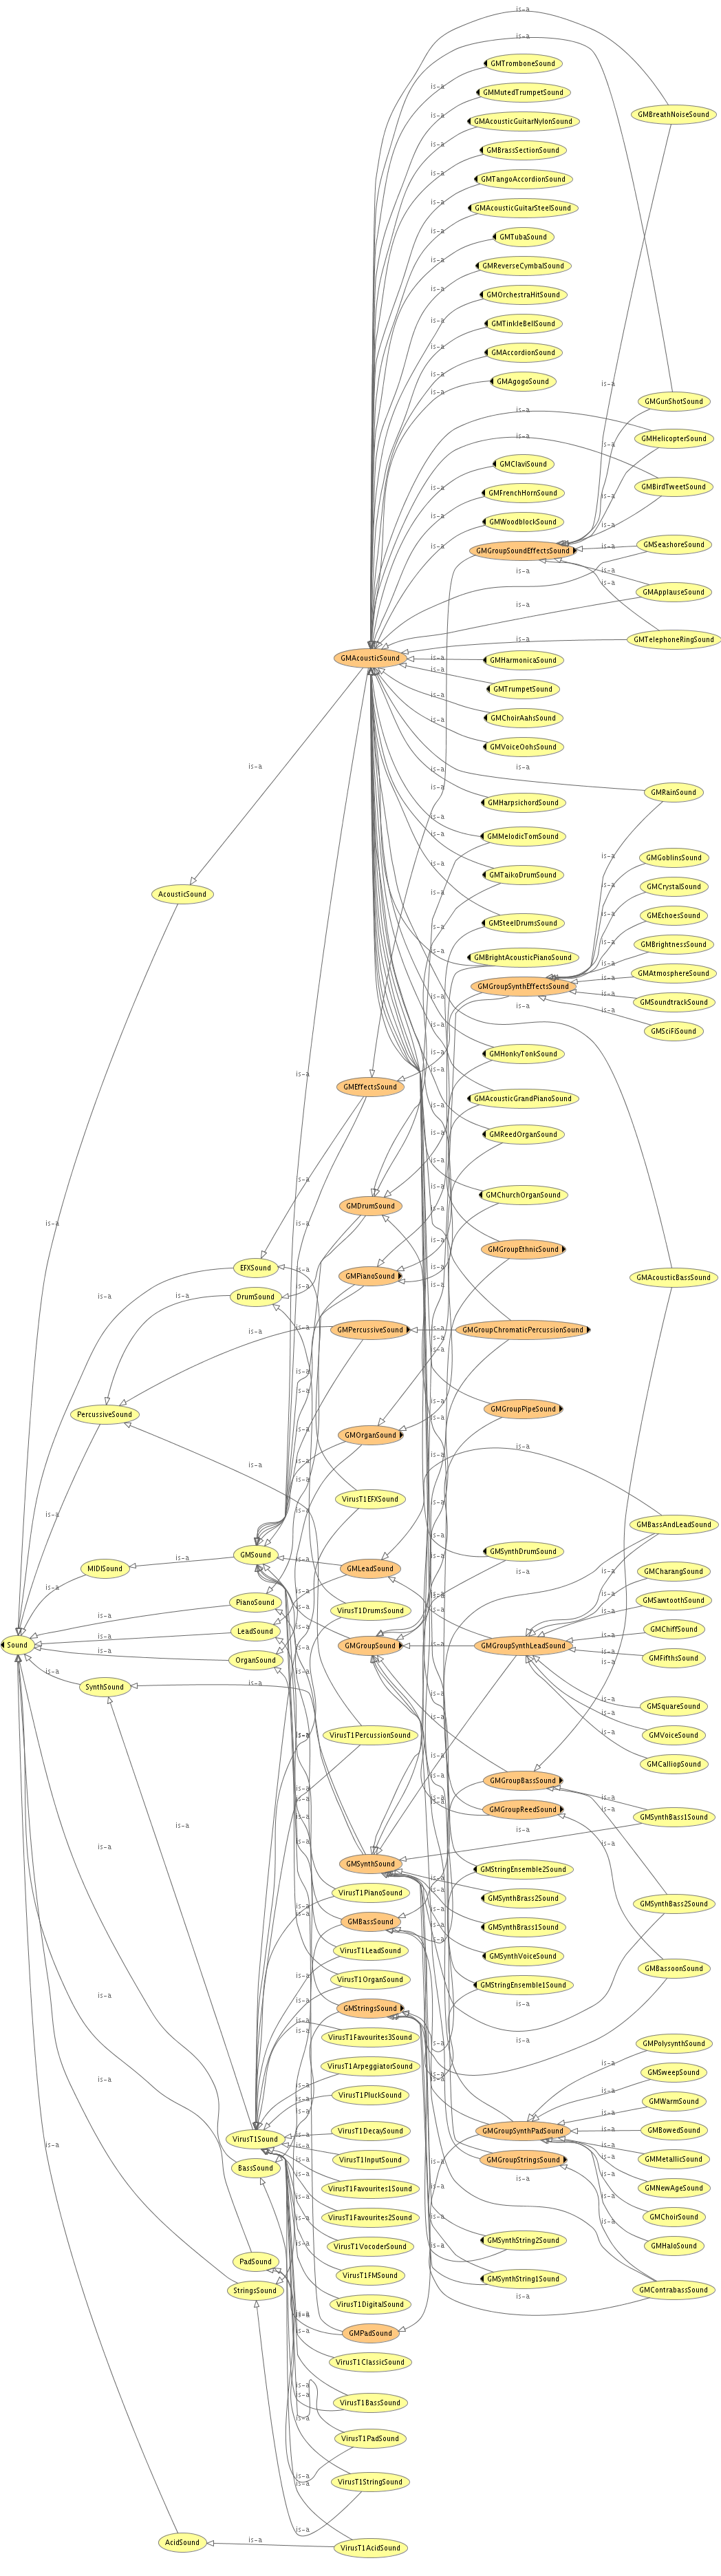 GMTromboneSound
GMMutedTrumpetSound
GMBreathNoiseSound
GMAcousticGuitarNylonSound
GMBrassSectionSound
GMTangoAccordionSound
GMAcousticGuitarSteelSound
GMTubaSound
GMReverseCymbalSound
GMOrchestraHitSound
GMTinkleBellSound
GMAccordionSound
GMAgogoSound
GMGunShotSound
GMHelicopterSound
GMClaviSound
GMBirdTweetSound
GMFrenchHornSound
GMWoodblockSound
GMSeashoreSound
GMGroupSoundEffectsSound
GMApplauseSound
GMTelephoneRingSound
GMAcousticSound
GMHarmonicaSound
GMTrumpetSound
GMChoirAahsSound
GMVoiceOohsSound
is-a
GMRainSound
GMHarpsichordSound
GMMelodicTomSound
GMGoblinsSound
GMTaikoDrumSound
GMCrystalSound
AcousticSound
GMEchoesSound
GMSteelDrumsSound
GMBrightnessSound
GMBrightAcousticPianoSound
GMAtmosphereSound
GMGroupSynthEffectsSound
GMSoundtrackSound
GMSciFiSound
GMHonkyTonkSound
GMEffectsSound
GMAcousticGrandPianoSound
GMReedOrganSound
GMChurchOrganSound
GMDrumSound
GMGroupEthnicSound
EFXSound
GMPianoSound
GMAcousticBassSound
DrumSound
GMPercussiveSound
GMGroupChromaticPercussionSound
PercussiveSound
GMGroupPipeSound
GMOrganSound
VirusT1EFXSound
GMBassAndLeadSound
GMSynthDrumSound
GMSound
MIDISound
GMLeadSound
GMCharangSound
PianoSound
GMSawtoothSound
VirusT1DrumsSound
LeadSound
GMChiffSound
Sound
GMGroupSound
GMGroupSynthLeadSound
GMFifthsSound
OrganSound
SynthSound
GMSquareSound
VirusT1PercussionSound
GMVoiceSound
GMCalliopSound
GMGroupBassSound
GMGroupReedSound
GMSynthBass1Sound
GMSynthSound
GMStringEnsemble2Sound
VirusT1PianoSound
GMSynthBrass2Sound
GMSynthBass2Sound
GMBassSound
GMSynthBrass1Sound
VirusT1LeadSound
GMSynthVoiceSound
GMBassoonSound
VirusT1OrganSound
GMStringEnsemble1Sound
GMStringsSound
VirusT1Favourites3Sound
GMPolysynthSound
VirusT1ArpeggiatorSound
GMSweepSound
VirusT1PluckSound
GMWarmSound
VirusT1DecaySound
GMGroupSynthPadSound
GMBowedSound
VirusT1Sound
VirusT1InputSound
GMGroupStringsSound
GMMetallicSound
BassSound
VirusT1Favourites1Sound
GMNewAgeSound
VirusT1Favourites2Sound
GMChoirSound
VirusT1VocoderSound
GMSynthString2Sound
GMHaloSound
PadSound
VirusT1FMSound
GMSynthString1Sound
StringsSound
GMContrabassSound
VirusT1DigitalSound
GMPadSound
VirusT1ClassicSound
VirusT1BassSound
VirusT1PadSound
VirusT1StringSound
AcidSound
VirusT1AcidSound